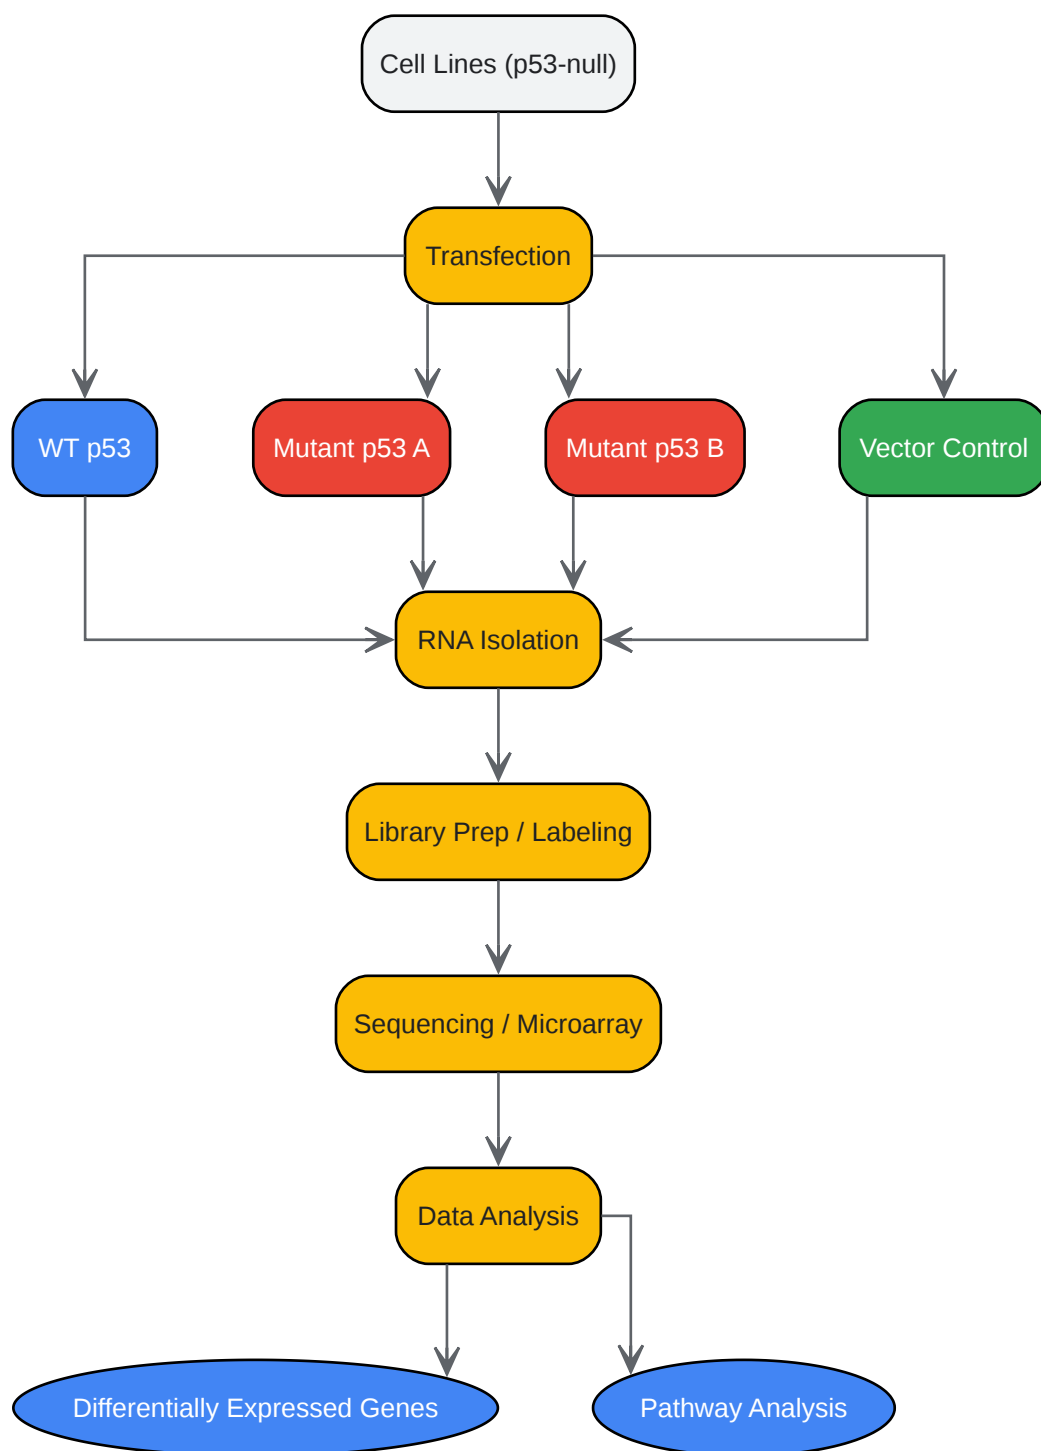 Cell Lines (p53-null)
Transfection
WT p53
Mutant p53 A
Mutant p53 B
Vector Control
RNA Isolation
Library Prep / Labeling
Sequencing / Microarray
Data Analysis
Differentially Expressed Genes
Pathway Analysis